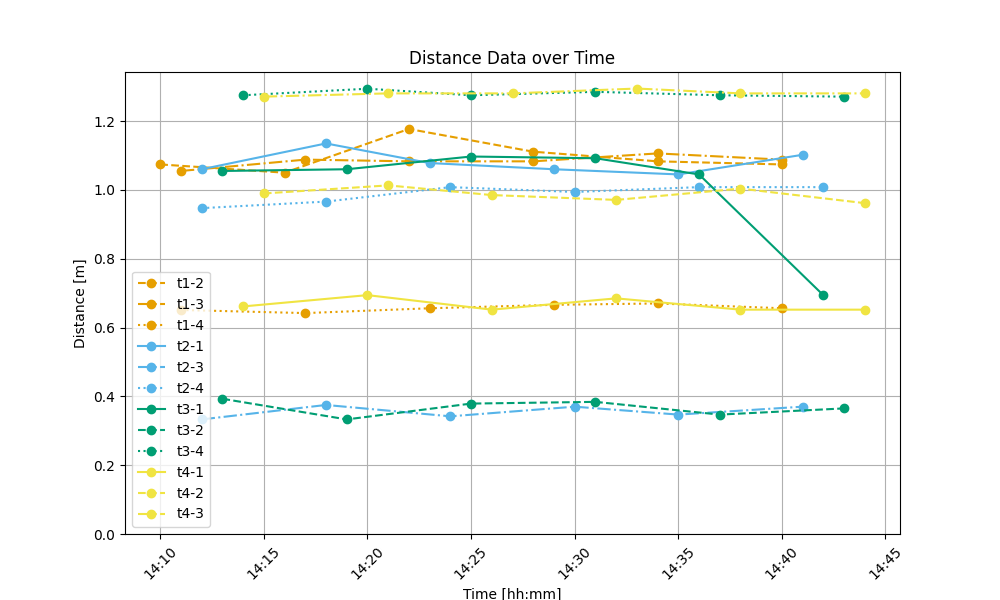 Distance Data over Time
Distance [m]
1.2
1.0
0.8
0.6
0.4
0.2
0.0
t1-2
t1-3
t1-4
t2-1
t2-3
t2-4
t3-1
t3-2
t3-4
t4-1
t4-2
t4-3
14:10
14:15
14:20
14:25
14:30
14:35
14:40
14:45
Time [hh:mm]